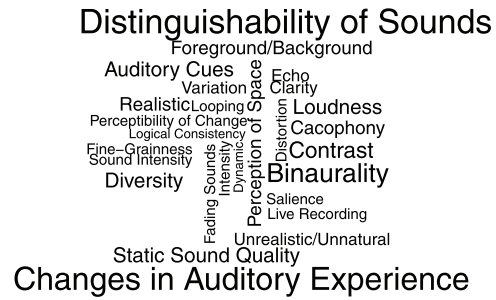 Distinguishability of Sounds
Foreground/Background
Auditory Cues
Echo
Variation
Clarity
Realistic
Looping
Loudness
Perceptibility of Change
Logical Consistency
Cacophony
Fine−Grainness
Sound Intensity
Contrast
Diversity
Binaurality
Fading Sounds
Intensity
Dynamic
Perception of Space
Distortion
Salience
Live Recording
Unrealistic/Unnatural
Static Sound Quality
Changes in Auditory Experience